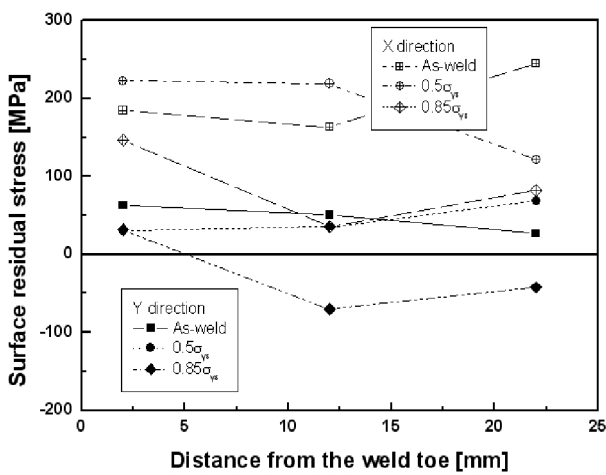 Surface residual stress [MPa]
300
200
100
0
-100
-200
X direction
As-weld
0.5σys
0.85σys
Y direction
As-weld
0.5σys
0.85σys
0
5
10
15
20
25
Distance from the weld toe [mm]